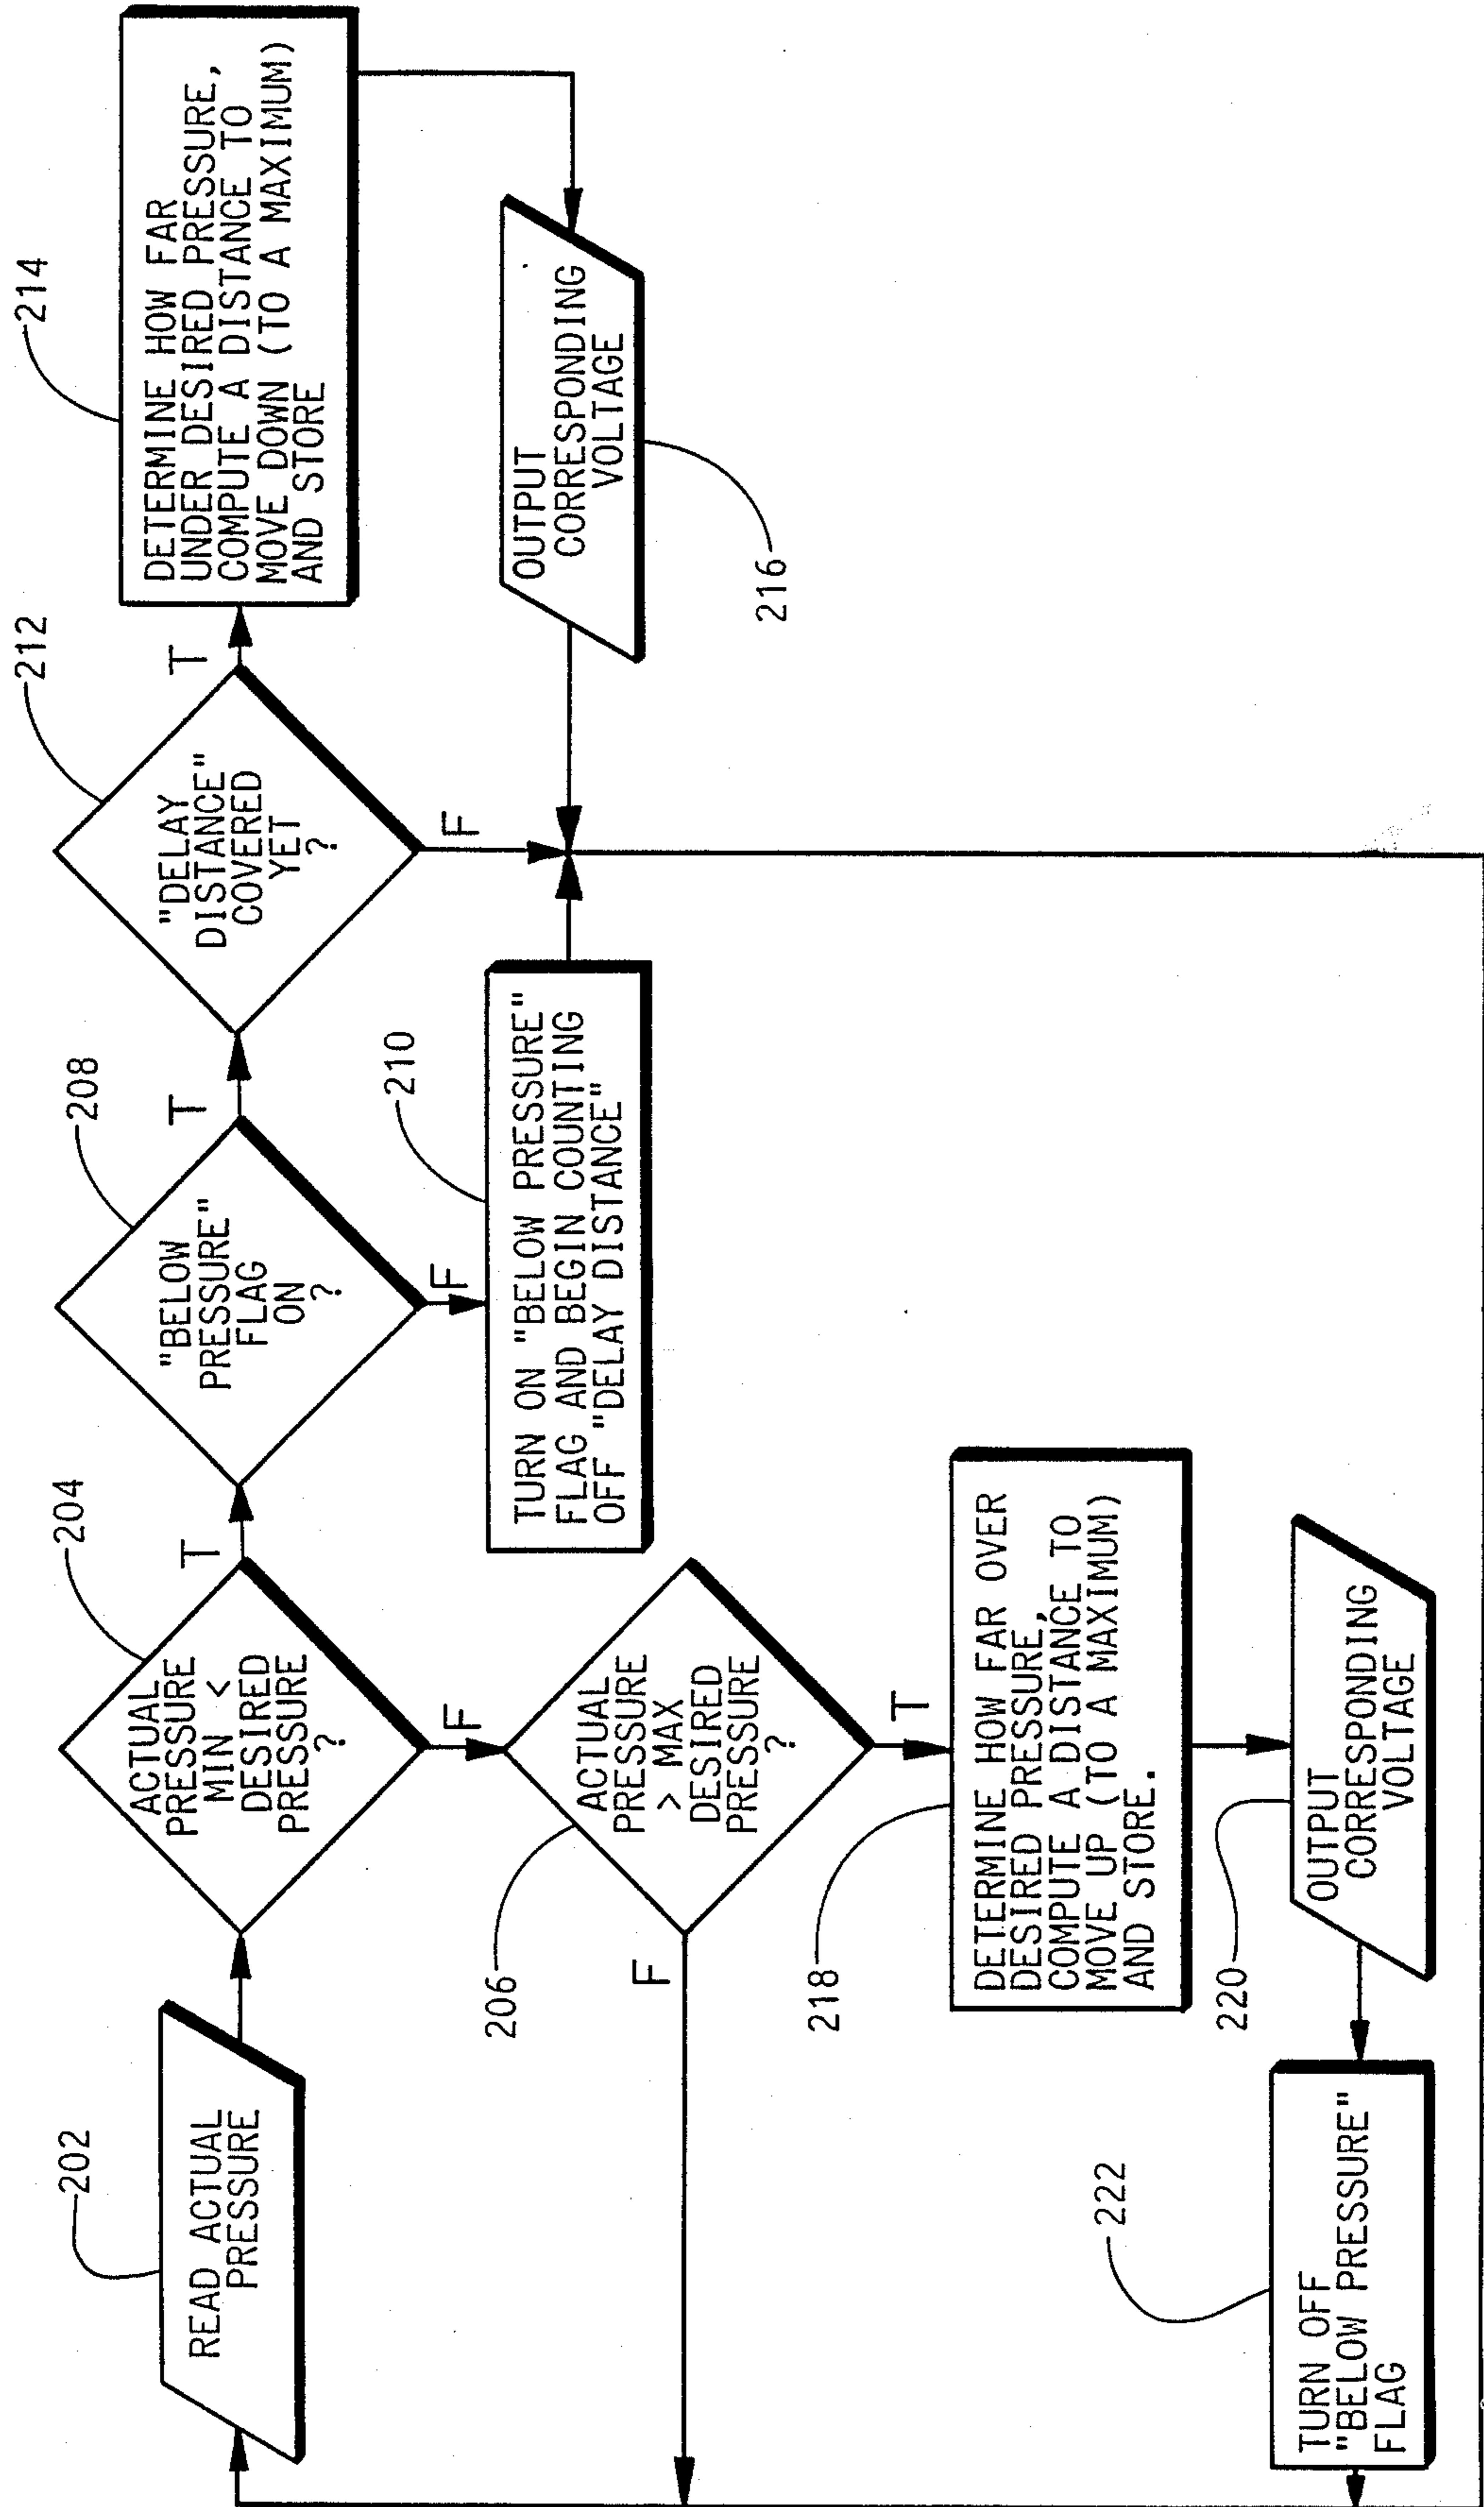 202
READ ACTUAL
PRESSURE
204
ACTUAL
PRESSURE
MIN <
DESIRED
PRESSURE
?
T
F
208
"BELOW
PRESSURE"
FLAG
ON
?
T
F
212
"DELAY
DISTANCE"
COVERED
YET
?
T
F
214
DETERMINE HOW FAR
UNDER DESIRED PRESSURE,
COMPUTE A DISTANCE TO
MOVE DOWN (TO A MAXIMUM)
AND STORE
OUTPUT
CORRESPONDING
VOLTAGE
216
210
TURN ON "BELOW PRESSURE"
FLAG AND BEGIN COUNTING
OFF "DELAY DISTANCE"
206
ACTUAL
PRESSURE
> MAX
DESIRED
PRESSURE
?
F
T
218
DETERMINE HOW FAR OVER
DESIRED PRESSURE,
COMPUTE A DISTANCE TO
MOVE UP (TO A MAXIMUM)
AND STORE.
220
OUTPUT
CORRESPONDING
VOLTAGE
222
TURN OFF
"BELOW PRESSURE"
FLAG